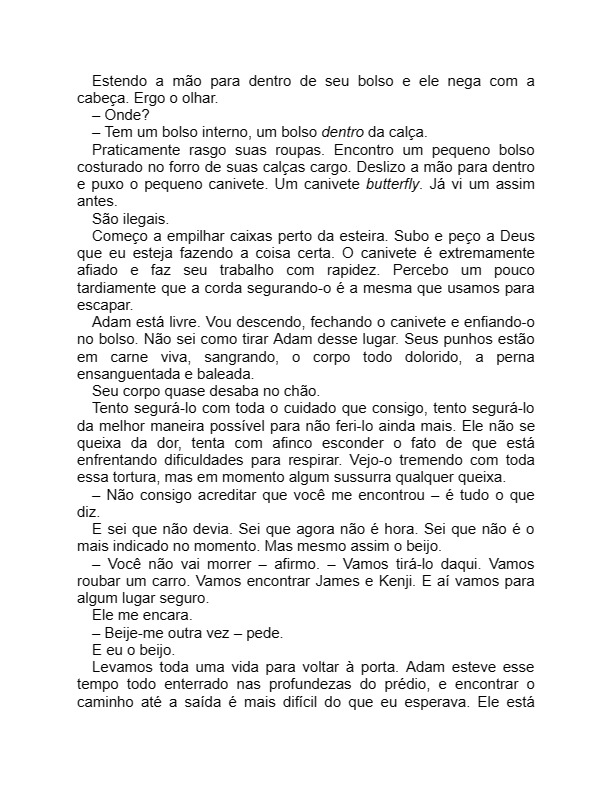 Estendo a mão para dentro de seu bolso e ele nega com a
cabeça. Ergo o olhar.
– Onde?
– Tem um bolso interno, um bolso dentro da calça.
Praticamente rasgo suas roupas. Encontro um pequeno bolso
costurado no forro de suas calças cargo. Deslizo a mão para dentro
e puxo o pequeno canivete. Um canivete butterfly. Já vi um assim
antes.
São ilegais.
Começo a empilhar caixas perto da esteira. Subo e peço a Deus
que eu esteja fazendo a coisa certa. O canivete é extremamente
afiado e faz seu trabalho com rapidez. Percebo um pouco
tardiamente que a corda segurando-o é a mesma que usamos para
escapar.
Adam está livre. Vou descendo, fechando o canivete e enfiando-o
no bolso. Não sei como tirar Adam desse lugar. Seus punhos estão
em carne viva, sangrando, o corpo todo dolorido, a perna
ensanguentada e baleada.
Seu corpo quase desaba no chão.
Tento segurá-lo com toda o cuidado que consigo, tento segurá-lo
da melhor maneira possível para não feri-lo ainda mais. Ele não se
queixa da dor, tenta com afinco esconder o fato de que está
enfrentando dificuldades para respirar. Vejo-o tremendo com toda
essa tortura, mas em momento algum sussurra qualquer queixa.
– Não consigo acreditar que você me encontrou – é tudo o que
diz.
E sei que não devia. Sei que agora não é hora. Sei que não é o
mais indicado no momento. Mas mesmo assim o beijo.
– Você não vai morrer – afirmo. – Vamos tirá-lo daqui. Vamos
roubar um carro. Vamos encontrar James e Kenji. E aí vamos para
algum lugar seguro.
Ele me encara.
– Beije-me outra vez – pede.
E eu o beijo.
Levamos toda uma vida para voltar à porta. Adam esteve esse
tempo todo enterrado nas profundezas do prédio, e encontrar o
caminho até a saída é mais difícil do que eu esperava. Ele está